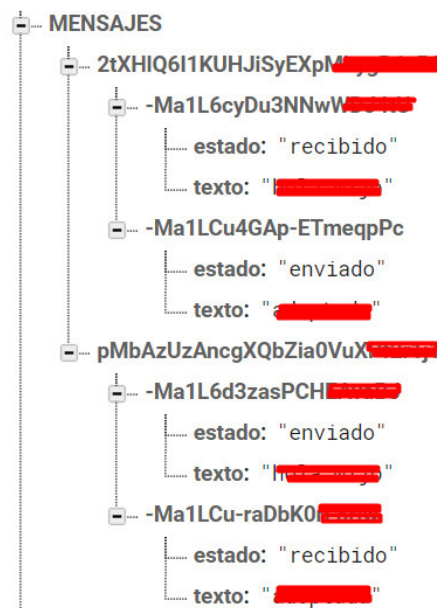 MENSAJES
2tXHIQ6I1KUHJiSyEXpM
-Ma1L6cyDu3NNwW
estado: "recibido"
texto: "
-Ma1LCu4GAp-ETmeqpPc
estado: "enviado"
texto: "
pMbAzUzAncgXQbZia0VuX
-Ma1L6d3zasPCH
estado: "enviado"
texto: "
-Ma1LCu-raDbK0
estado: "recibido"
texto: "